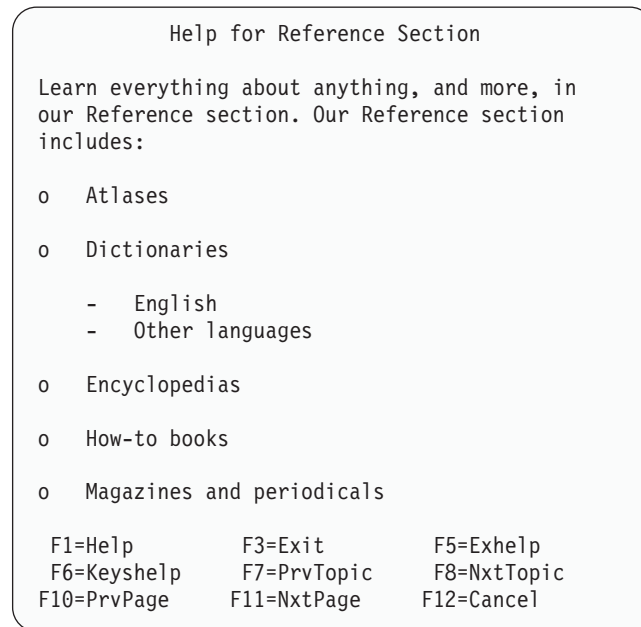 Help for Reference Section
Learn everything about anything, and more, in
our Reference section. Our Reference section
includes:
o Atlases
o Dictionaries
- English
- Other languages
o Encyclopedias
o How-to books
o Magazines and periodicals
F1=Help F3=Exit F5=Exhelp
F6=Keyshelp F7=PrvTopic F8=NxtTopic
F10=PrvPage F11=NxtPage F12=Cancel